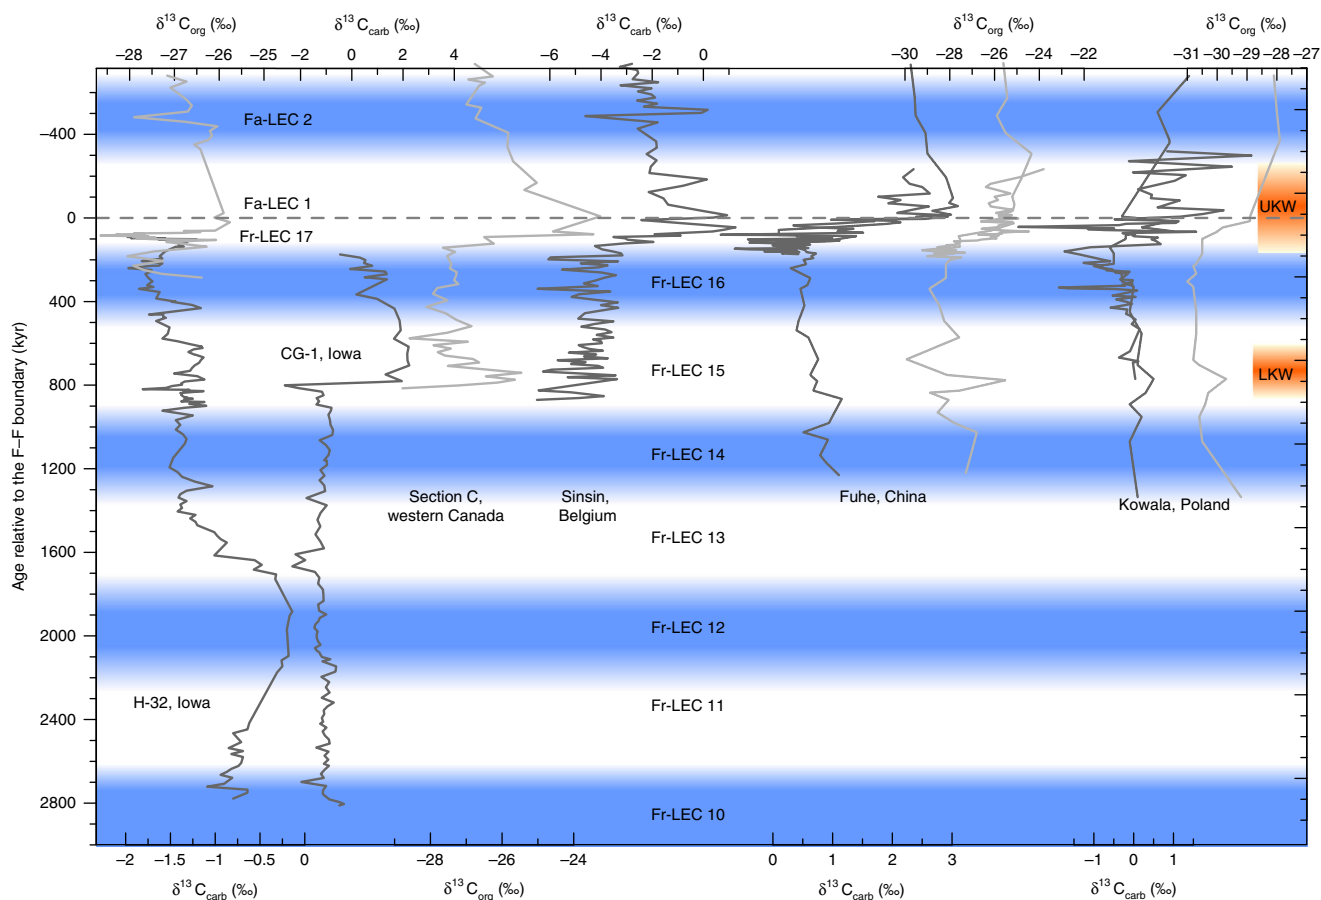 δ13Corg (‰) δ13Ccarb (‰) δ13Ccarb (‰) δ13Corg (‰) δ13Corg (‰)
−28 −27 −26 −25 −2 0 2 4 −6 −4 −2 0 −30 −28 −26 −24 −22 −31 −30 −29 −28 −27
Fa-LEC 2
−400
UKW
Fa-LEC 1
0
Fr-LEC 17
Fr-LEC 16
400
CG-1, Iowa
Fr-LEC 15
LKW
800
Fr-LEC 14
1200
Section C,
western Canada
Sinsin,
Belgium
Fuhe, China
Kowala, Poland
Fr-LEC 13
1600
Fr-LEC 12
2000
H-32, Iowa
Fr-LEC 11
2400
2800
Fr-LEC 10
Age relative to the F–F boundary (kyr)
−2 −1.5 −1 −0.5 0 −28 −26 −24 0 1 2 3 −1 0 1
δ13Ccarb (‰) δ13Corg (‰) δ13Ccarb (‰) δ13Ccarb (‰)